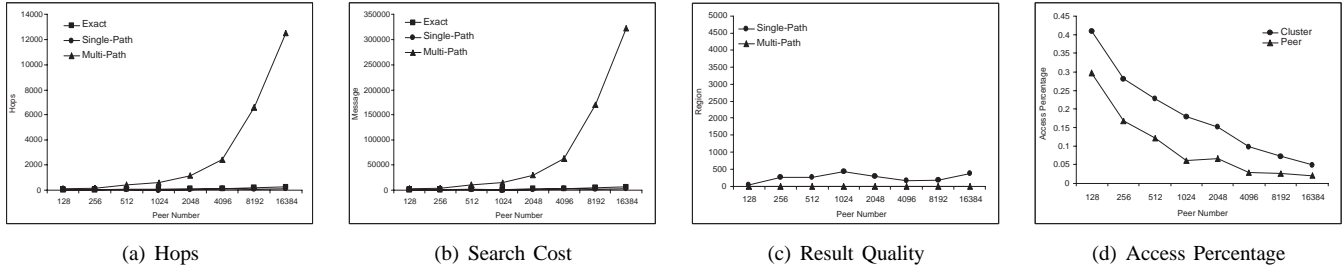 14000
12000
10000
8000
6000
4000
2000
0
Hops
Exact
Single-Path
Multi-Path
128 256 512 1024 2048 4096 8192 16384
Peer Number
(a) Hops
350000
300000
250000
200000
150000
100000
50000
0
Message
Exact
Single-Path
Multi-Path
128 256 512 1024 2048 4096 8192 16384
Peer Number
(b) Search Cost
5000
4500
4000
3500
3000
2500
2000
1500
1000
500
0
Region
Single-Path
Multi-Path
128 256 512 1024 2048 4096 8192 16384
Peer Number
(c) Result Quality
0.45
0.4
0.35
0.3
0.25
0.2
0.15
0.1
0.05
0
Access Percentage
Cluster
Peer
128 256 512 1024 2048 4096 8192 16384
Peer Number
(d) Access Percentage